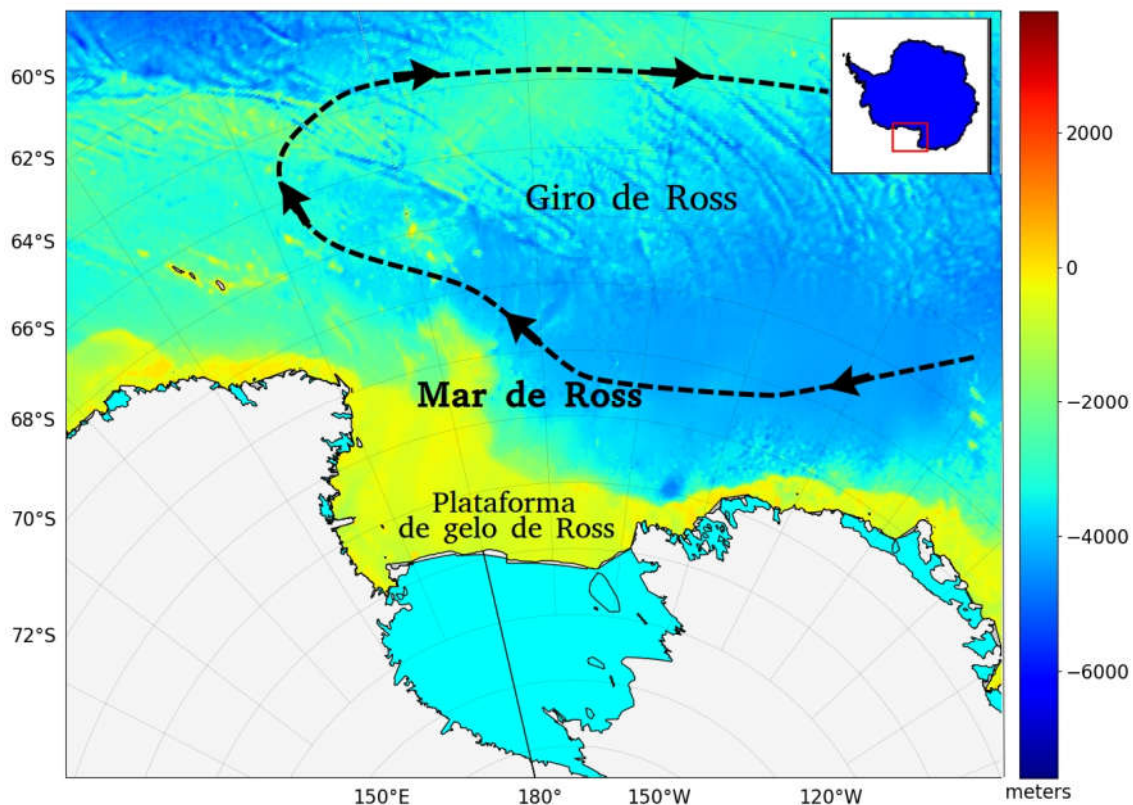 60°S
62°S
64°S
66°S
68°S
70°S
72°S
Giro de Ross
Mar de Ross
Plataforma
de gelo de Ross
150°E
180°
150°W
120°W
2000
0
−2000
−4000
−6000
meters